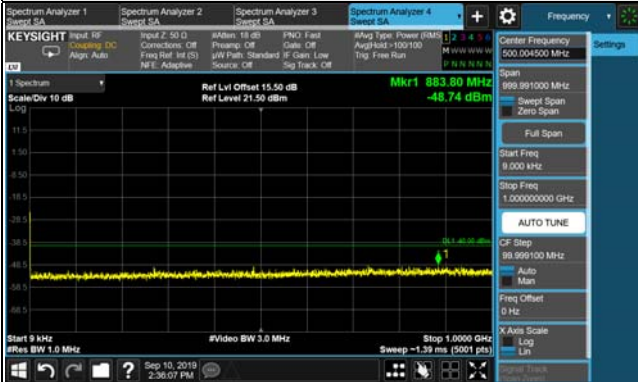 Spectrum Analyzer 1
Swept SA
Spectrum Analyzer 2
Swept SA
Spectrum Analyzer 3
Swept SA
Spectrum Analyzer 4
Swept SA
Frequency
KEYSIGHT
Input: RF
Coupling: DC
Align: Auto
Input Z: 50 Ω
Corrections: Off
Freq Ref: Int (S)
NFE: Adaptive
#Atten: 18 dB
Preamp: Off
µW Path: Standard
Source: Off
PNO: Fast
Gate: Off
IF Gain: Low
Sig Track: Off
#Avg Type: Power (RMS
Avg|Hold:>100/100
Trig: Free Run
1 2 3 4 5 6
M W W W W W
P N N N N N
LXI
1 Spectrum
Scale/Div 10 dB
Log
Ref Lvl Offset 15.50 dB
Ref Level 21.50 dBm
Mkr1 883.80 MHz
-48.74 dBm
11.5
1.50
-8.50
-18.5
-28.5
-38.5
-48.5
-58.5
-68.5
1
Start 9 kHz
#Res BW 1.0 MHz
#Video BW 3.0 MHz
Stop 1.0000 GHz
Sweep ~1.39 ms (5001 pts)
Center Frequency
500.004500 MHz
Settings
Span
999.991000 MHz
Swept Span
Zero Span
Full Span
Start Freq
9.000 kHz
Stop Freq
1.000000000 GHz
AUTO TUNE
CF Step
99.999100 MHz
Auto
Man
Freq Offset
0 Hz
X Axis Scale
Log
Lin
Signal Track
Sep 10, 2019
2:36:07 PM